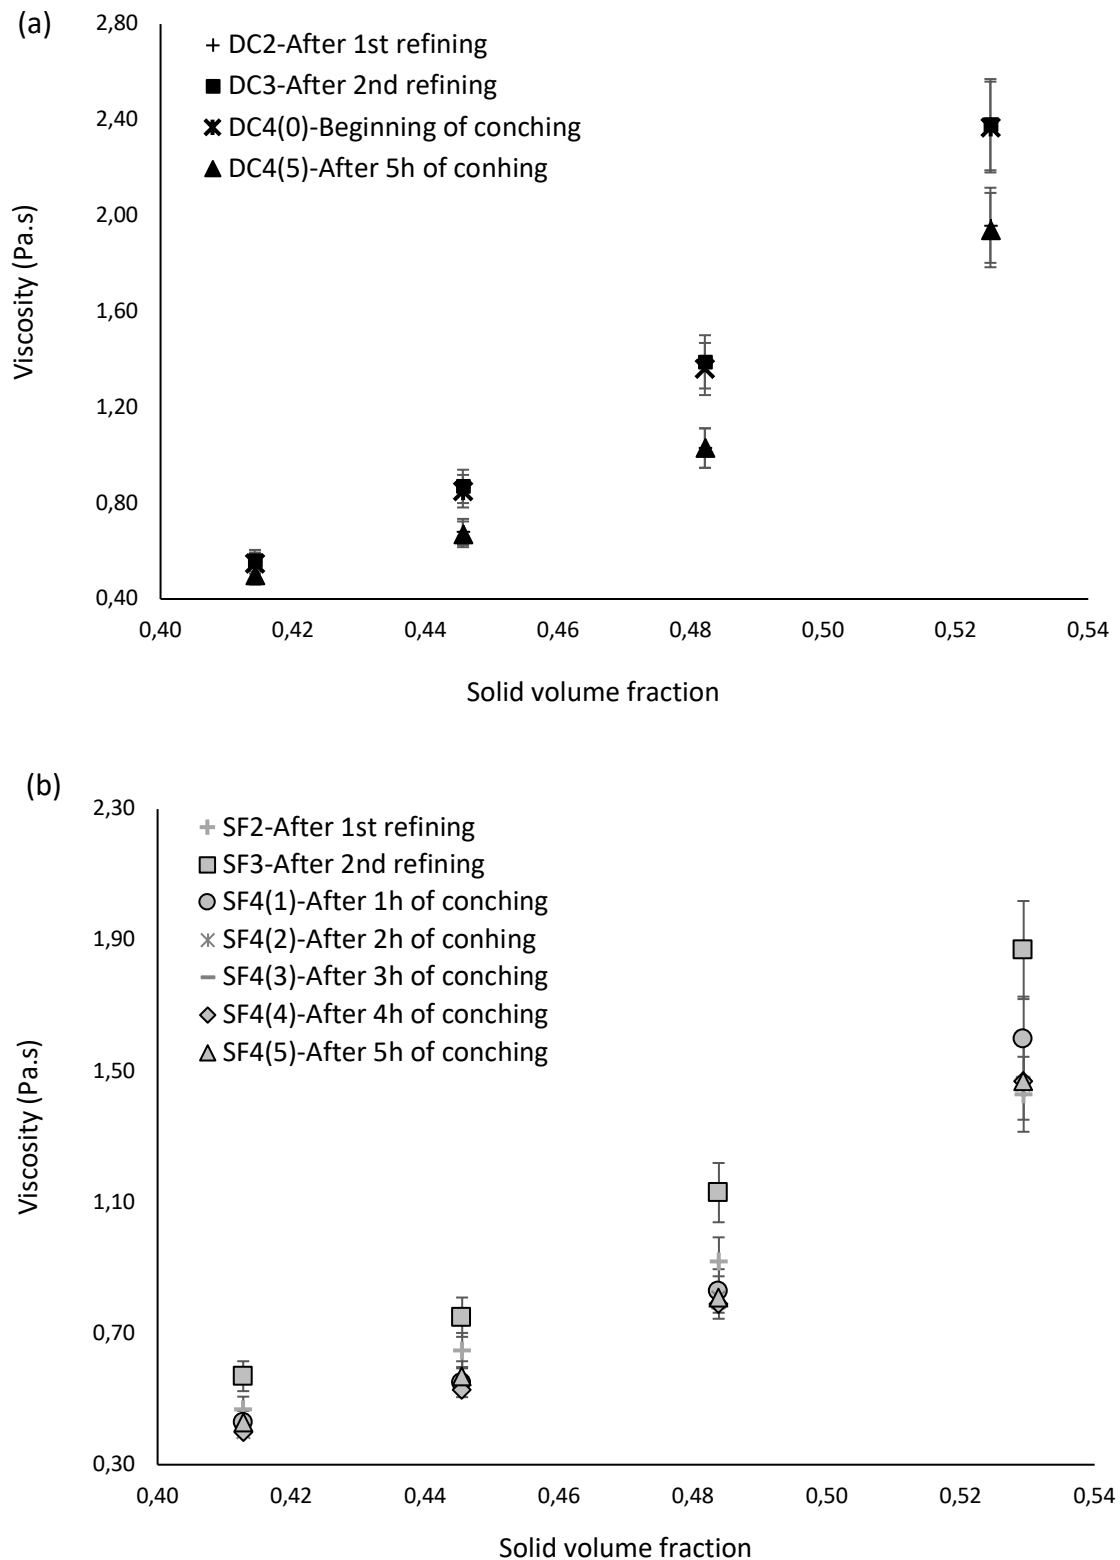 (a)
2,80
2,40
2,00
1,60
1,20
0,80
0,40
Viscosity (Pa.s)
DC2-After 1st refining
DC3-After 2nd refining
DC4(0)-Beginning of conching
DC4(5)-After 5h of conhing
0,40 0,42 0,44 0,46 0,48 0,50 0,52 0,54
Solid volume fraction
(b)
2,30
1,90
1,50
1,10
0,70
0,30
Viscosity (Pa.s)
SF2-After 1st refining
SF3-After 2nd refining
SF4(1)-After 1h of conching
SF4(2)-After 2h of conhing
SF4(3)-After 3h of conching
SF4(4)-After 4h of conching
SF4(5)-After 5h of conching
0,40 0,42 0,44 0,46 0,48 0,50 0,52 0,54
Solid volume fraction